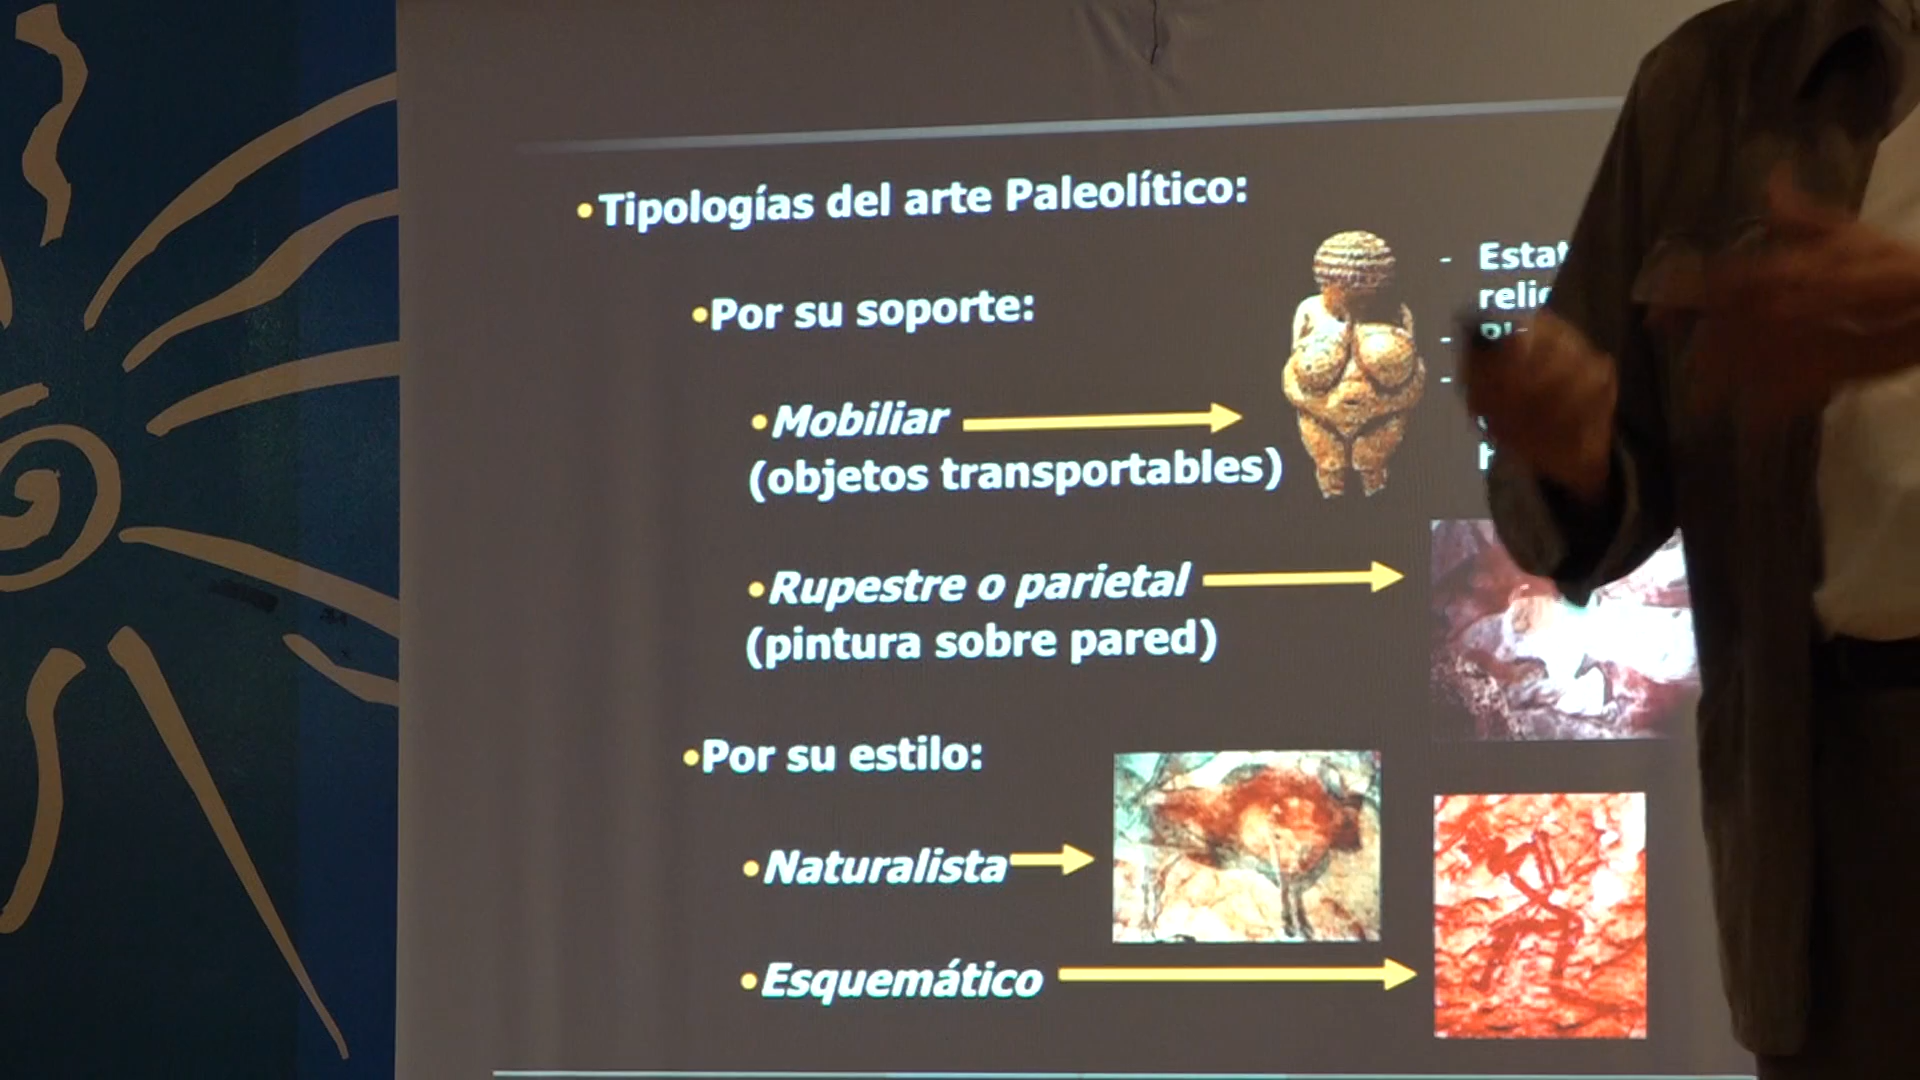 •Tipologías del arte Paleolítico:
•Por su soporte:
•Mobiliar
(objetos transportables)
•Rupestre o parietal
(pintura sobre pared)
•Por su estilo:
•Naturalista
•Esquemático